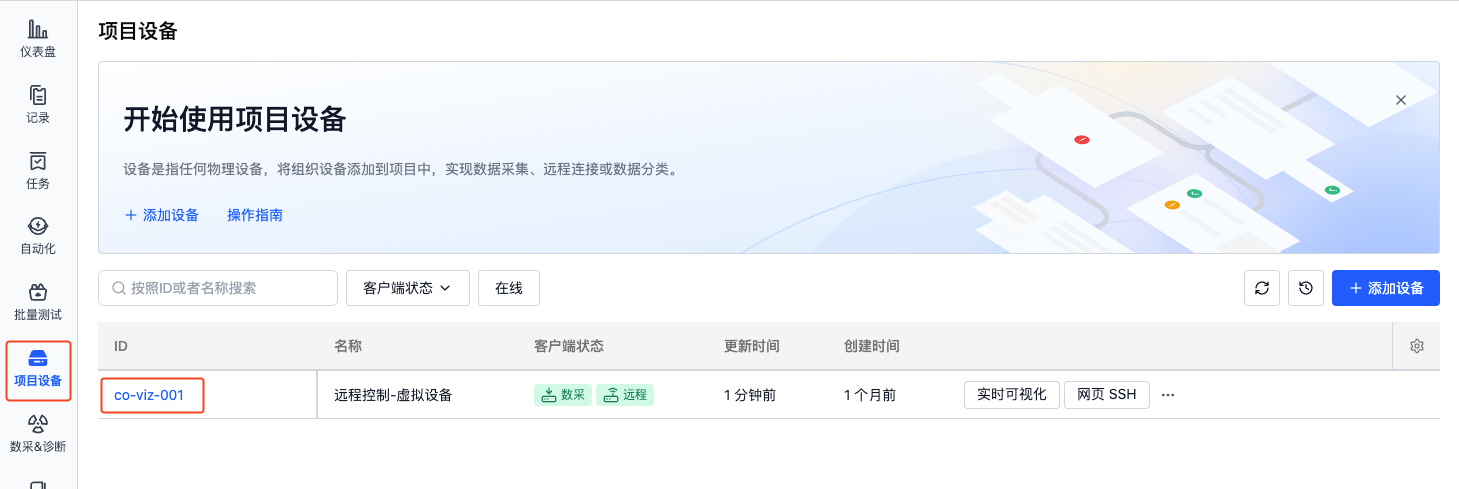 仪表盘
记录
任务
自动化
批量测试
项目设备
数采&诊断
项目设备
开始使用项目设备
设备是指任何物理设备，将组织设备添加到项目中，实现数据采集、远程连接或数据分类。
+ 添加设备 操作指南
按照ID或者名称搜索 客户端状态 在线 + 添加设备
ID 名称 客户端状态 更新时间 创建时间
co-viz-001 远程控制-虚拟设备 数采 远程 1 分钟前 1 个月前 实时可视化 网页 SSH ···